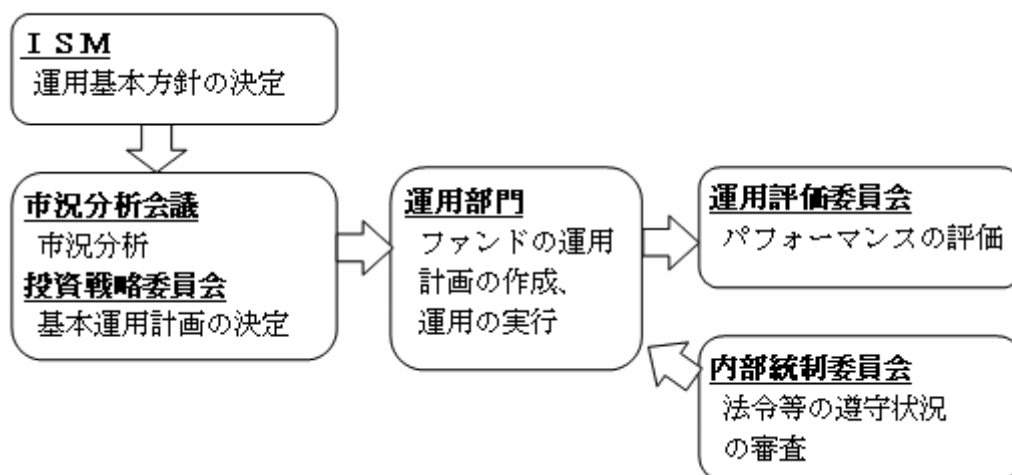 ＩＳＭ
運用基本方針の決定
市況分析会議
市況分析
投資戦略委員会
基本運用計画の決定
運用部門
ファンドの運用
計画の作成、
運用の実行
運用評価委員会
パフォーマンスの評価
内部統制委員会
法令等の遵守状況
の審査